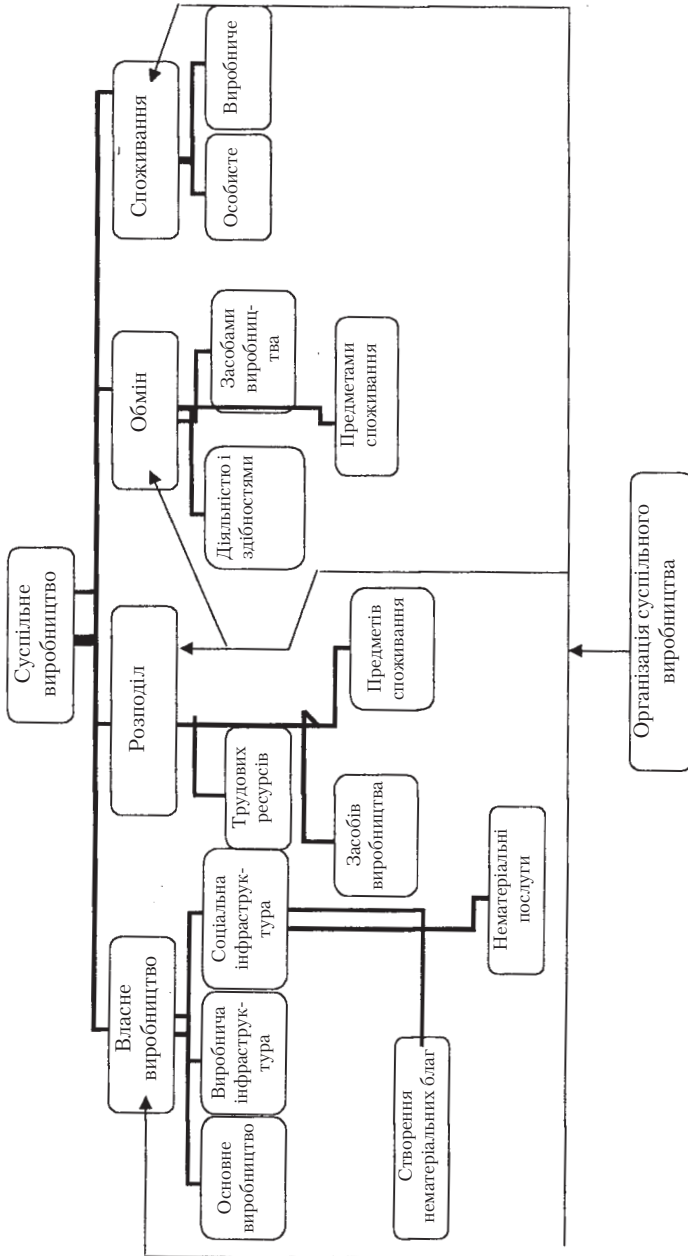 Суспільне
виробництво
Власне
виробництво
Розподіл
Обмін
Споживання
Основне
виробництво
Виробнича
інфраструк-
тура
Соціальна
інфраструк-
тура
Трудових
ресурсів
Діяльністю і
здібностями
Засобами
виробниц-
тва
Особисте
Виробниче
Засобів
виробництва
Предметів
споживання
Предметами
споживання
Створення
нематеріальних благ
Нематеріальні
послуги
Організація суспільного
виробництва